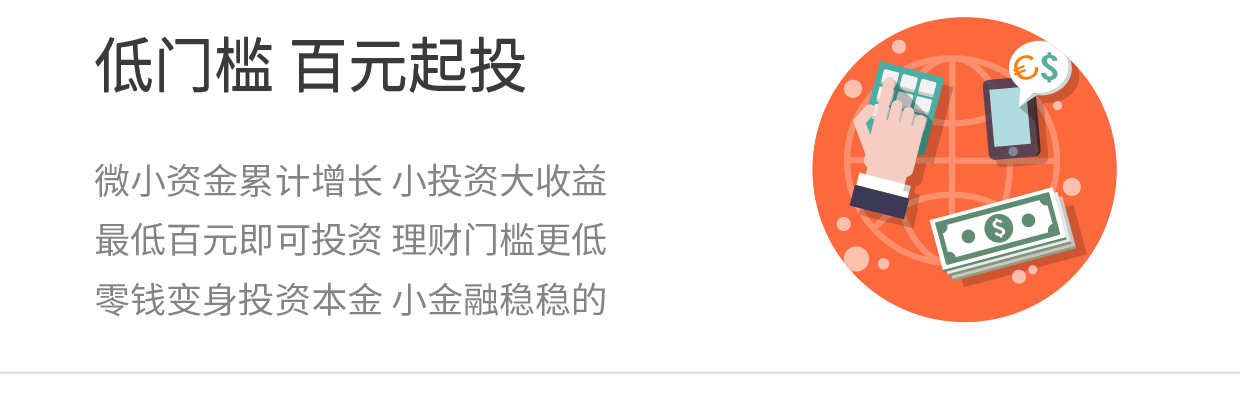 低门槛 百元起投
微小资金累计增长 小投资大收益
最低百元即可投资 理财门槛更低
零钱变身投资本金 小金融稳稳的
€$
$